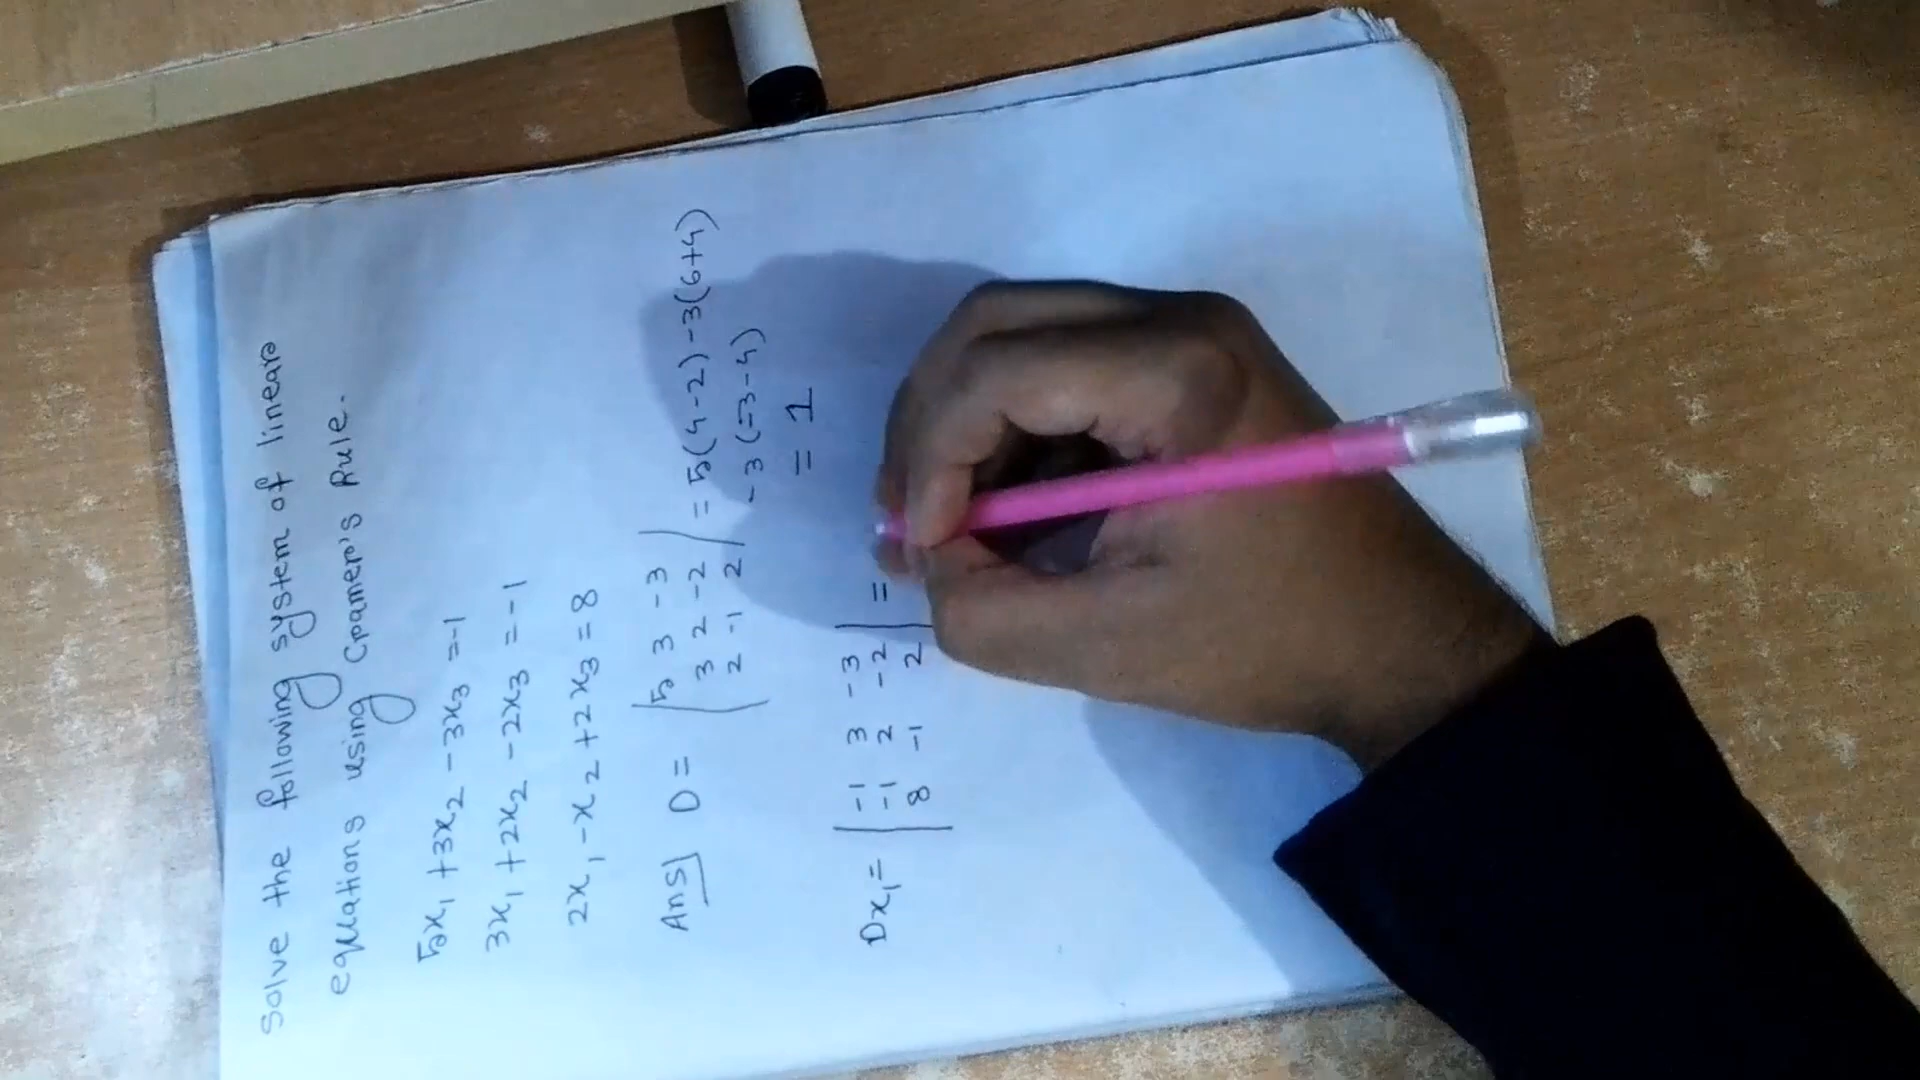 Solve the following system of linear
equations using Cramer's Rule.
5x₁ + 3x₂ - 3x₃ = -1
3x₁ + 2x₂ - 2x₃ = -1
2x₁ - x₂ + 2x₃ = 8
Ans] D = | 5 3 -3 | = 5(4-2) - 3(6+4)
3 2 -2 - 3(-3-4)
2 -1 2 = 1
Dx₁ = | -1 3 -3 | =
-1 2 -2
8 -1 2